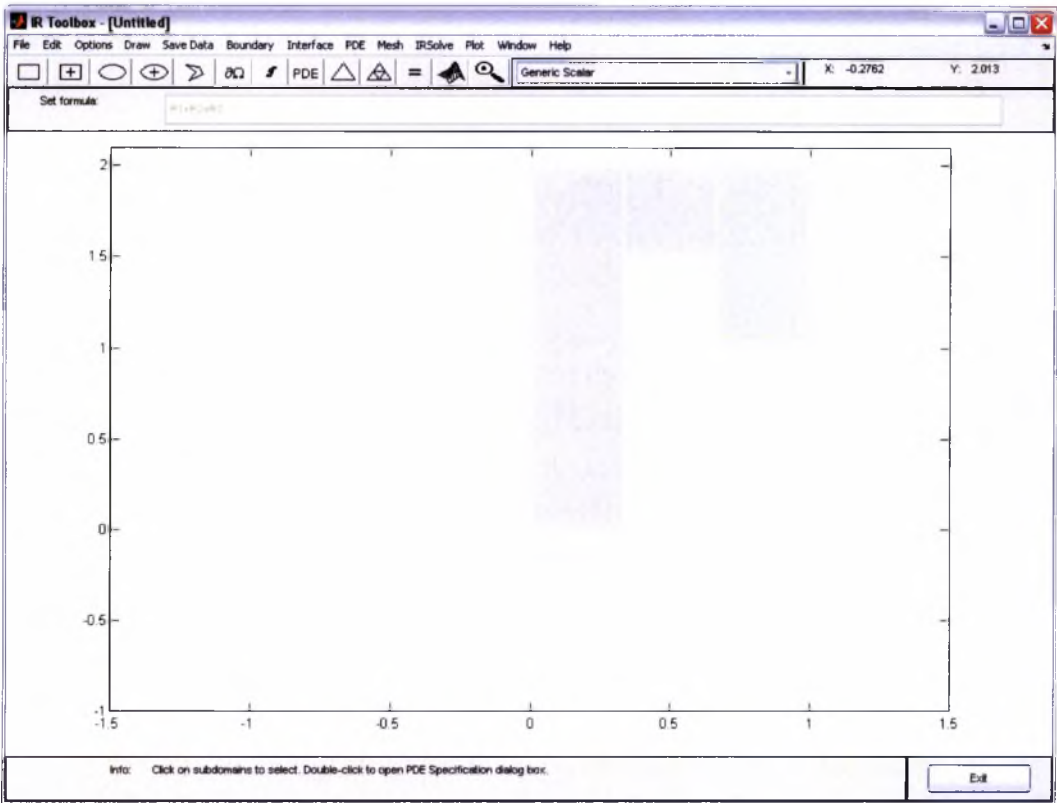 IR Toolbox - [Untitled]
File Edit Options Draw Save Data Boundary Interface PDE Mesh IRSolve Plot Window Help
∂Ω PDE = Generic Scalar X: -0.2762 Y: 2.013
Set formula:
2
1.5
1
0.5
0
-0.5
-1
-1.5 -1 -0.5 0 0.5 1 1.5
Info: Click on subdomains to select. Double-click to open PDE Specification dialog box.
Exit